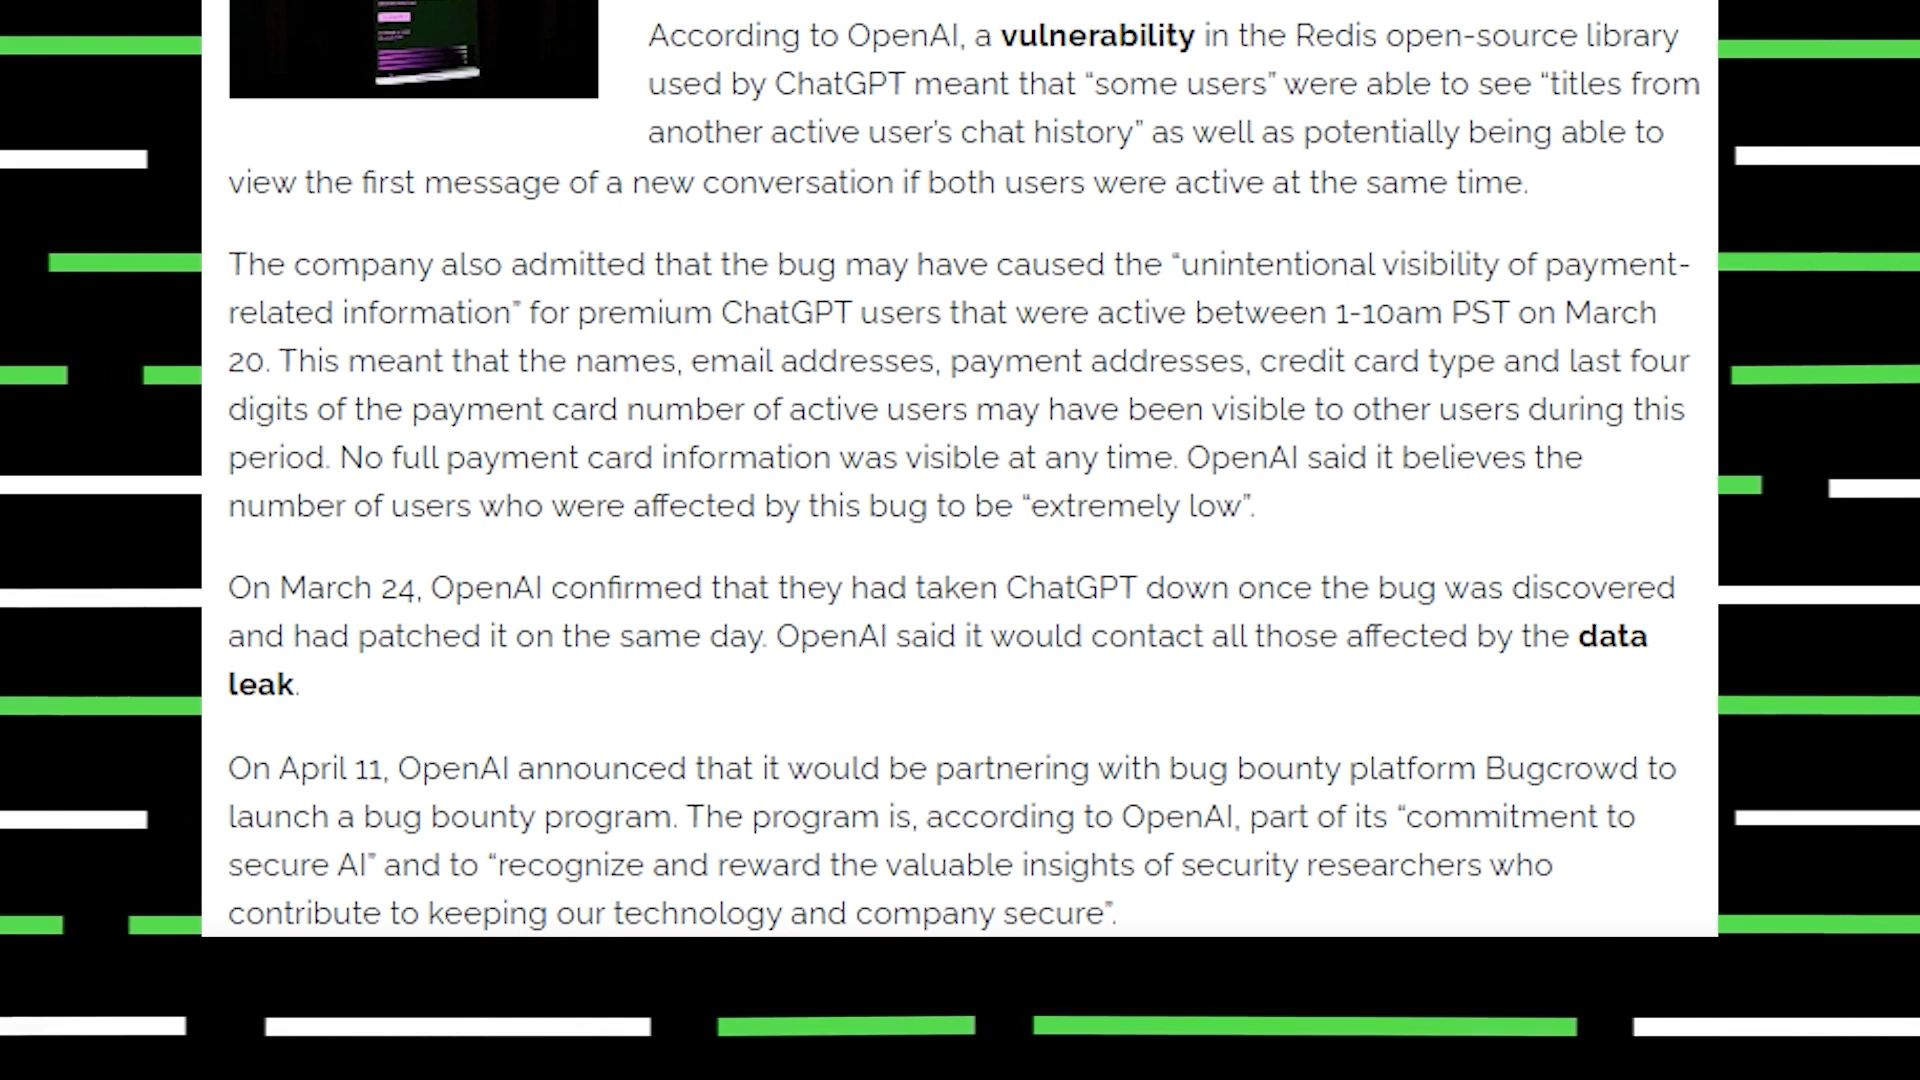 According to OpenAI, a vulnerability in the Redis open-source library
used by ChatGPT meant that “some users” were able to see “titles from
another active user’s chat history” as well as potentially being able to
view the first message of a new conversation if both users were active at the same time.
The company also admitted that the bug may have caused the “unintentional visibility of payment-
related information” for premium ChatGPT users that were active between 1-10am PST on March
20. This meant that the names, email addresses, payment addresses, credit card type and last four
digits of the payment card number of active users may have been visible to other users during this
period. No full payment card information was visible at any time. OpenAI said it believes the
number of users who were affected by this bug to be “extremely low”.
On March 24, OpenAI confirmed that they had taken ChatGPT down once the bug was discovered
and had patched it on the same day. OpenAI said it would contact all those affected by the data
leak.
On April 11, OpenAI announced that it would be partnering with bug bounty platform Bugcrowd to
launch a bug bounty program. The program is, according to OpenAI, part of its “commitment to
secure AI” and to “recognize and reward the valuable insights of security researchers who
contribute to keeping our technology and company secure”.